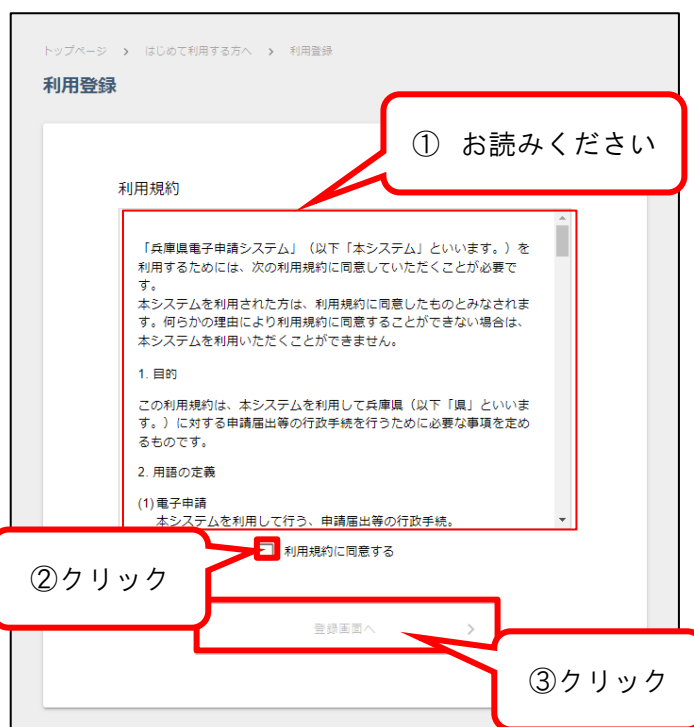 トップページ > はじめて利用する方へ > 利用登録
利用登録
① お読みください
利用規約
「兵庫県電子申請システム」（以下「本システム」といいます。）を
利用するためには、次の利用規約に同意していただくことが必要で
す。
本システムを利用された方は、利用規約に同意したものとみなされま
す。何らかの理由により利用規約に同意することができない場合は、
本システムを利用いただくことができません。
1. 目的
この利用規約は、本システムを利用して兵庫県（以下「県」といいま
す。）に対する申請届出等の行政手続を行うために必要な事項を定め
るものです。
2. 用語の定義
(1) 電子申請
本システムを利用して行う、申請届出等の行政手続。
利用規約に同意する
②クリック
登録画面へ >
③クリック